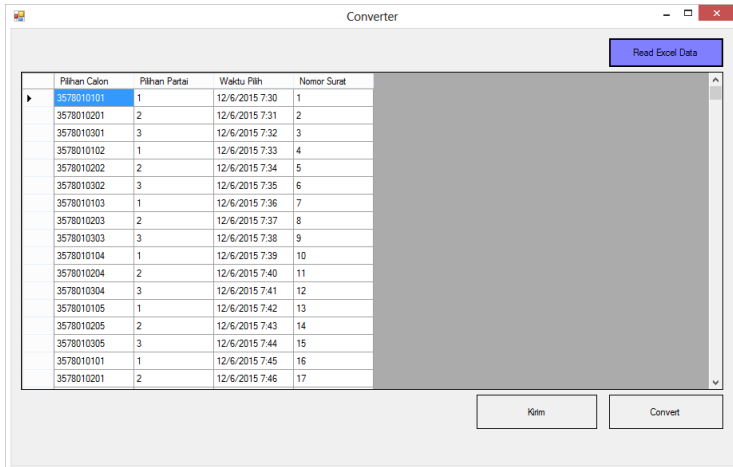 Converter
Read Excel Data
Pilihan Calon Pilihan Partai Waktu Pilih Nomor Surat
3578010101 1 12/6/2015 7:30 1
3578010201 2 12/6/2015 7:31 2
3578010301 3 12/6/2015 7:32 3
3578010102 1 12/6/2015 7:33 4
3578010202 2 12/6/2015 7:34 5
3578010302 3 12/6/2015 7:35 6
3578010103 1 12/6/2015 7:36 7
3578010203 2 12/6/2015 7:37 8
3578010303 3 12/6/2015 7:38 9
3578010104 1 12/6/2015 7:39 10
3578010204 2 12/6/2015 7:40 11
3578010304 3 12/6/2015 7:41 12
3578010105 1 12/6/2015 7:42 13
3578010205 2 12/6/2015 7:43 14
3578010305 3 12/6/2015 7:44 15
3578010101 1 12/6/2015 7:45 16
3578010201 2 12/6/2015 7:46 17
Kirim Convert